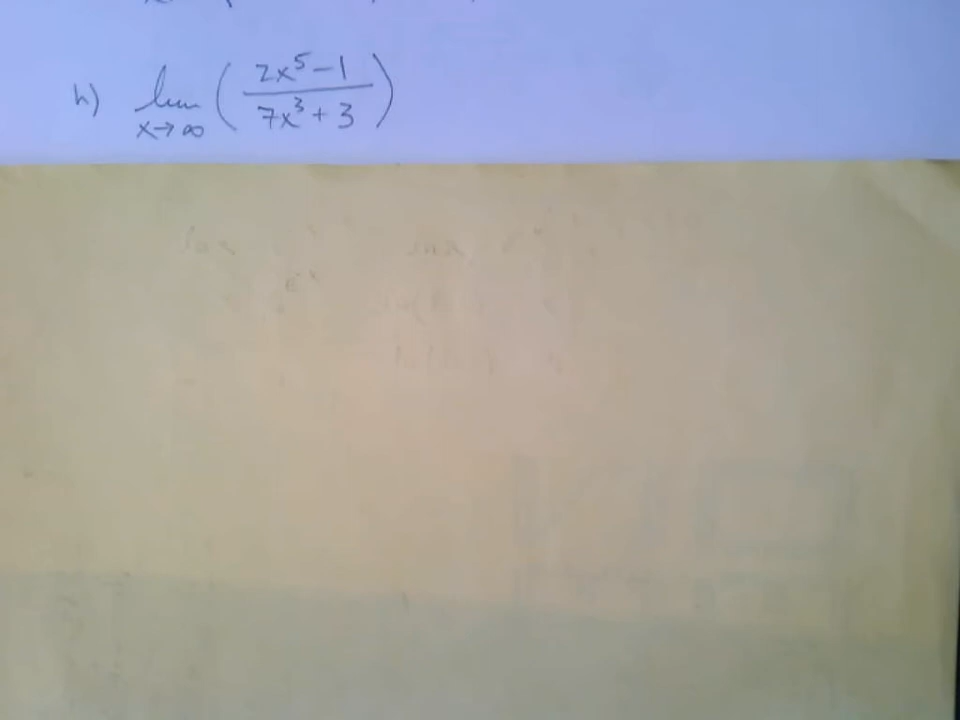 h) lim x→∞ ( (2x⁵ - 1) / (7x³ + 3) )